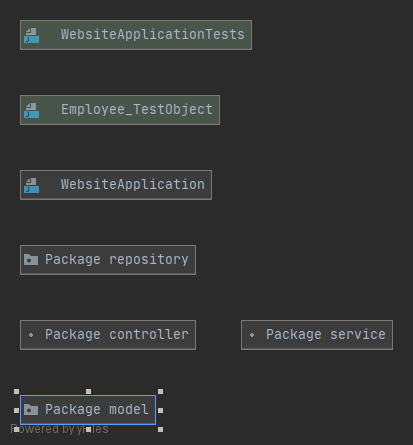 WebsiteApplicationTests
Employee_TestObject
WebsiteApplication
Package repository
Package controller
Package service
Package model
Powered by yFiles